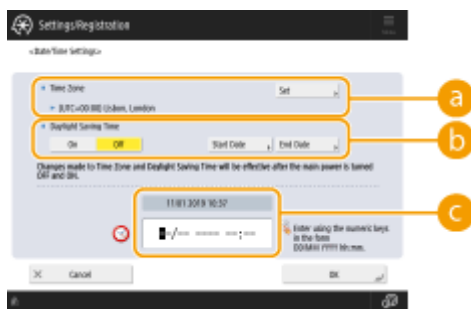 Settings/Registration
<Date/Time Settings>
Time Zone
Set
(UTC+00:00) Lisbon, London
Daylight Saving Time
On
Off
Start Date
End Date
Changes made to Time Zone and Daylight Saving Time will be effective after the main power is turned
OFF and ON.
11/01 2019 10:37
--/-- ---- --:--
Enter using the numeric keys
in the form
DD/MM YYYY hh:mm.
Cancel
OK
a
b
c